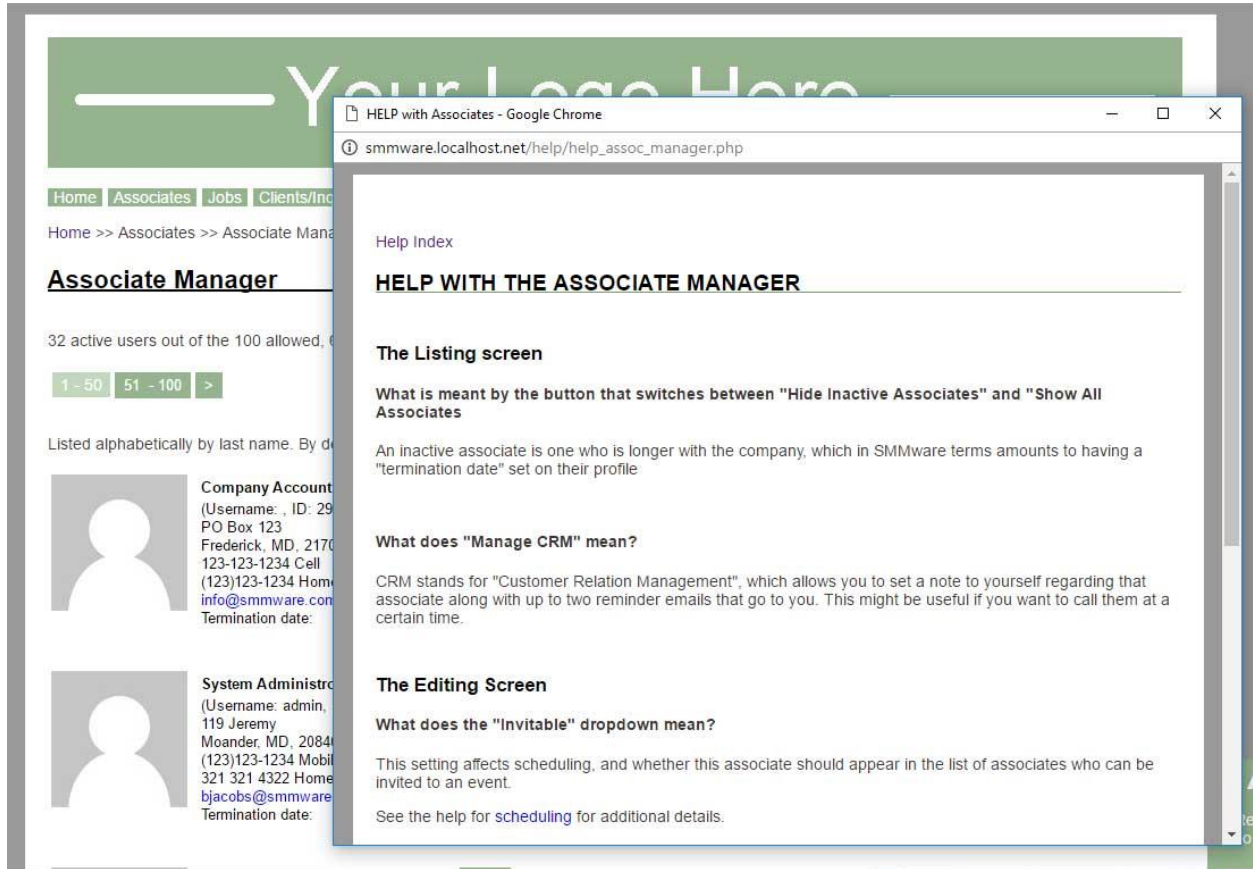 Your Logo Here
Home Associates Jobs
Home >> Associates >> Associate
Associate Manager
32 active users out of the 100 allowed,
1 - 50 51 - 100 >
Listed alphabetically by last name. By
Company Account
(Username: , ID: 29
PO Box 123
Frederick, MD, 2170
123-123-1234 Cell
(123)123-1234
info@smmware.com
Termination date:
System
(Username: admin,
119 Jeremy
Moander, MD, 2084
(123)123-1234
321 321 4322 Home
bjacobs@smmware
Termination date:
HELP with Associates - Google Chrome
smmware.localhost.net/help/help_assoc_manager.php
Help Index
HELP WITH THE ASSOCIATE MANAGER
The Listing screen
What is meant by the button that switches between "Hide Inactive Associates" and "Show All
Associates
An inactive associate is one who is longer with the company, which in SMMware terms amounts to having a
"termination date" set on their profile
What does "Manage CRM" mean?
CRM stands for "Customer Relation Management", which allows you to set a note to yourself regarding that
associate along with up to two reminder emails that go to you. This might be useful if you want to call them at a
certain time.
The Editing Screen
What does the "Invitable" dropdown mean?
This setting affects scheduling, and whether this associate should appear in the list of associates who can be
invited to an event.
See the help for scheduling for additional details.